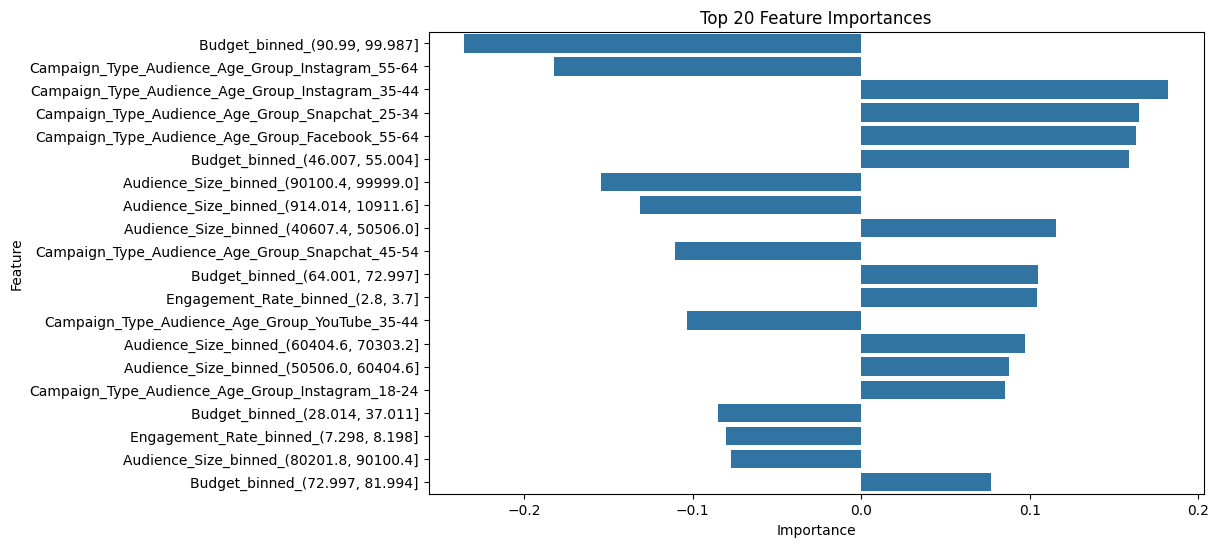 Top 20 Feature Importances
Feature
Budget_binned_(90.99, 99.987]
Campaign_Type_Audience_Age_Group_Instagram_55-64
Campaign_Type_Audience_Age_Group_Instagram_35-44
Campaign_Type_Audience_Age_Group_Snapchat_25-34
Campaign_Type_Audience_Age_Group_Facebook_55-64
Budget_binned_(46.007, 55.004]
Audience_Size_binned_(90100.4, 99999.0]
Audience_Size_binned_(914.014, 10911.6]
Audience_Size_binned_(40607.4, 50506.0]
Campaign_Type_Audience_Age_Group_Snapchat_45-54
Budget_binned_(64.001, 72.997]
Engagement_Rate_binned_(2.8, 3.7]
Campaign_Type_Audience_Age_Group_YouTube_35-44
Audience_Size_binned_(60404.6, 70303.2]
Audience_Size_binned_(50506.0, 60404.6]
Campaign_Type_Audience_Age_Group_Instagram_18-24
Budget_binned_(28.014, 37.011]
Engagement_Rate_binned_(7.298, 8.198]
Audience_Size_binned_(80201.8, 90100.4]
Budget_binned_(72.997, 81.994]
−0.2 −0.1 0.0 0.1 0.2
Importance